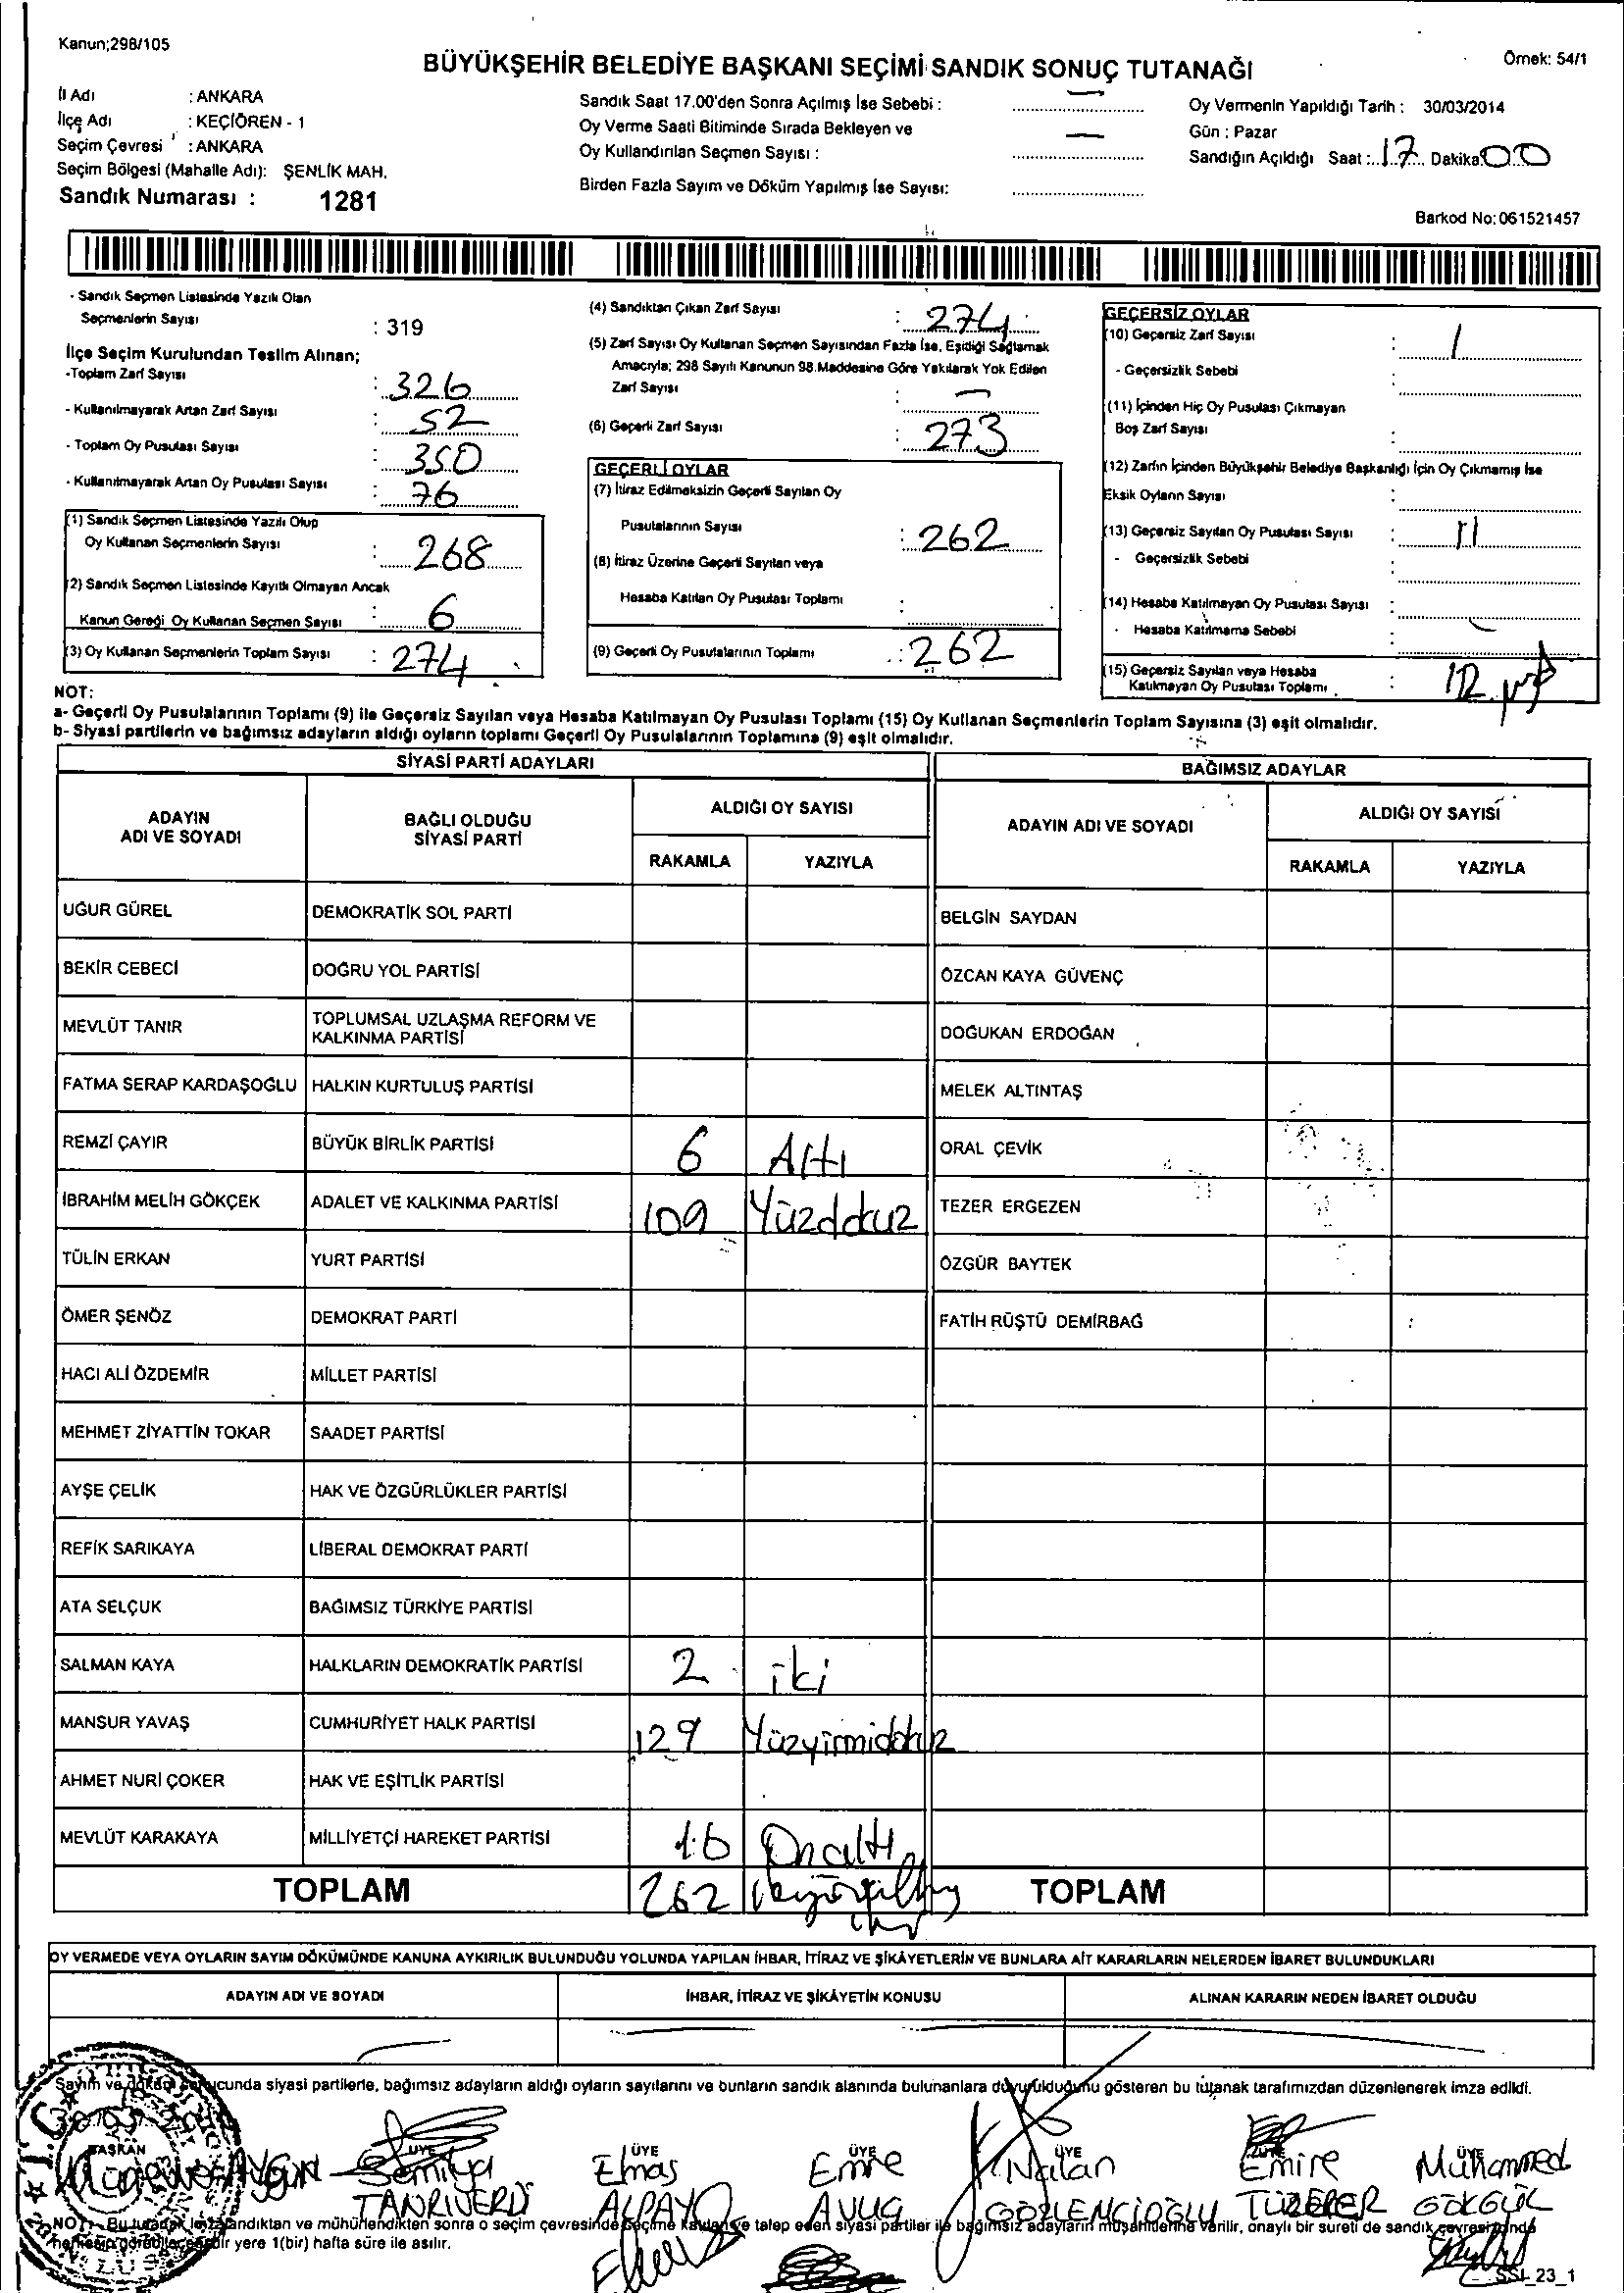 Kanun;298/105
BÜYÜKŞEHİR BELEDİYE BAŞKANI SEÇİMİ SANDIK SONUÇ TUTANAĞI
Örnek: 54/1
İl Adı : ANKARA
İlçe Adı : KEÇİÖREN - 1
Seçim Çevresi : ANKARA
Seçim Bölgesi (Mahalle Adı): ŞENLİK MAH.
Sandık Numarası : 1281
Sandık Saat 17.00'den Sonra Açılmış İse Sebebi : —
Oy Verme Saati Bitiminde Sırada Bekleyen ve
Oy Kullandırılan Seçmen Sayısı : —
Birden Fazla Sayım ve Döküm Yapılmış İse Sayısı:
Oy Vermenin Yapıldığı Tarih : 30/03/2014
Gün : Pazar
Sandığın Açıldığı Saat : 17 Dakika: 00
Barkod No: 061521457
- Sandık Seçmen Listesinde Yazılı Olan
Seçmenlerin Sayısı : 319
İlçe Seçim Kurulundan Teslim Alınan;
-Toplam Zarf Sayısı : 326
- Kullanılmayarak Artan Zarf Sayısı : 52
- Toplam Oy Pusulası Sayısı : 350
- Kullanılmayarak Artan Oy Pusulası Sayısı : 76
(1) Sandık Seçmen Listesinde Yazılı Olup
Oy Kullanan Seçmenlerin Sayısı : 268
(2) Sandık Seçmen Listesinde Kayıtlı Olmayan Ancak
Kanun Gereği Oy Kullanan Seçmen Sayısı : 6
(3) Oy Kullanan Seçmenlerin Toplam Sayısı : 274
(4) Sandıktan Çıkan Zarf Sayısı : 274
(5) Zarf Sayısı Oy Kullanan Seçmen Sayısından Fazla İse, Eşitliği Sağlamak
Amacıyla; 298 Sayılı Kanunun 98.Maddesine Göre Yakılarak Yok Edilen
Zarf Sayısı : —
(6) Geçerli Zarf Sayısı : 273
GEÇERLİ OYLAR
(7) İtiraz Edilmeksizin Geçerli Sayılan Oy
Pusulalarının Sayısı : 262
(8) İtiraz Üzerine Geçerli Sayılan veya
Hesaba Katılan Oy Pusulası Toplamı :
(9) Geçerli Oy Pusulalarının Toplamı : 262
GEÇERSİZ OYLAR
(10) Geçersiz Zarf Sayısı : 1
- Geçersizlik Sebebi :
(11) İçinden Hiç Oy Pusulası Çıkmayan
Boş Zarf Sayısı :
(12) Zarfın İçinden Büyükşehir Belediye Başkanlığı İçin Oy Çıkmamış İse
Eksik Oyların Sayısı :
(13) Geçersiz Sayılan Oy Pusulası Sayısı : 11
- Geçersizlik Sebebi :
(14) Hesaba Katılmayan Oy Pusulası Sayısı : —
- Hesaba Katılmama Sebebi :
(15) Geçersiz Sayılan veya Hesaba
Katılmayan Oy Pusulası Toplamı : 12
NOT:
a- Geçerli Oy Pusulalarının Toplamı (9) ile Geçersiz Sayılan veya Hesaba Katılmayan Oy Pusulası Toplamı (15) Oy Kullanan Seçmenlerin Toplam Sayısına (3) eşit olmalıdır.
b- Siyasi partilerin ve bağımsız adayların aldığı oyların toplamı Geçerli Oy Pusulalarının Toplamına (9) eşit olmalıdır.
SİYASİ PARTİ ADAYLARI
ADAYIN ADI VE SOYADI BAĞLI OLDUĞU SİYASİ PARTİ ALDIĞI OY SAYISI
RAKAMLA YAZIYLA
UĞUR GÜREL DEMOKRATİK SOL PARTİ
BEKİR CEBECİ DOĞRU YOL PARTİSİ
MEVLÜT TANIR TOPLUMSAL UZLAŞMA REFORM VE KALKINMA PARTİSİ
FATMA SERAP KARDAŞOĞLU HALKIN KURTULUŞ PARTİSİ
REMZİ ÇAYIR BÜYÜK BİRLİK PARTİSİ 6 Altı
İBRAHİM MELİH GÖKÇEK ADALET VE KALKINMA PARTİSİ 109 Yüzdokuz
TÜLİN ERKAN YURT PARTİSİ
ÖMER ŞENÖZ DEMOKRAT PARTİ
HACI ALİ ÖZDEMİR MİLLET PARTİSİ
MEHMET ZİYATTİN TOKAR SAADET PARTİSİ
AYŞE ÇELİK HAK VE ÖZGÜRLÜKLER PARTİSİ
REFİK SARIKAYA LİBERAL DEMOKRAT PARTİ
ATA SELÇUK BAĞIMSIZ TÜRKİYE PARTİSİ
SALMAN KAYA HALKLARIN DEMOKRATİK PARTİSİ 2 iki
MANSUR YAVAŞ CUMHURİYET HALK PARTİSİ 129 Yüzyirmidokuz
AHMET NURİ ÇOKER HAK VE EŞİTLİK PARTİSİ
MEVLÜT KARAKAYA MİLLİYETÇİ HAREKET PARTİSİ 16 Onaltı
TOPLAM 262 ikiyüzaltmış iki
BAĞIMSIZ ADAYLAR
ADAYIN ADI VE SOYADI ALDIĞI OY SAYISI
RAKAMLA YAZIYLA
BELGİN SAYDAN
ÖZCAN KAYA GÜVENÇ
DOĞUKAN ERDOĞAN
MELEK ALTINTAŞ
ORAL ÇEVİK
TEZER ERGEZEN
ÖZGÜR BAYTEK
FATİH RÜŞTÜ DEMİRBAĞ
TOPLAM
OY VERMEDE VEYA OYLARIN SAYIM DÖKÜMÜNDE KANUNA AYKIRILIK BULUNDUĞU YOLUNDA YAPILAN İHBAR, İTİRAZ VE ŞİKÂYETLERİN VE BUNLARA AİT KARARLARIN NELERDEN İBARET BULUNDUKLARI
ADAYIN ADI VE SOYADI İHBAR, İTİRAZ VE ŞİKÂYETİN KONUSU ALINAN KARARIN NEDEN İBARET OLDUĞU
Sayım ve döküm sonucunda siyasi partilerle, bağımsız adayların aldığı oyların sayılarını ve bunların sandık alanında bulunanlara duyurulduğunu gösteren bu tutanak tarafımızdan düzenlenerek imza edildi.
BAŞKAN ÜYE ÜYE ÜYE ÜYE ÜYE ÜYE
AYGÜN Semiha Elmas Emre Nalan Emire Muhammed
TANRIVERDİ ALPAY AVUÇ GÖZLENCİOĞLU TÜZEPER GÖKGÜL
NOT: Bu tutanak imzalandıktan ve mühürlendikten sonra o seçim çevresinde seçime katılan ve talep eden siyasi partiler ile bağımsız adayların müşahitlerine verilir, onaylı bir sureti de sandık çevresinde
herkesin görebileceği bir yere 1(bir) hafta süre ile asılır.
SSI_23_1